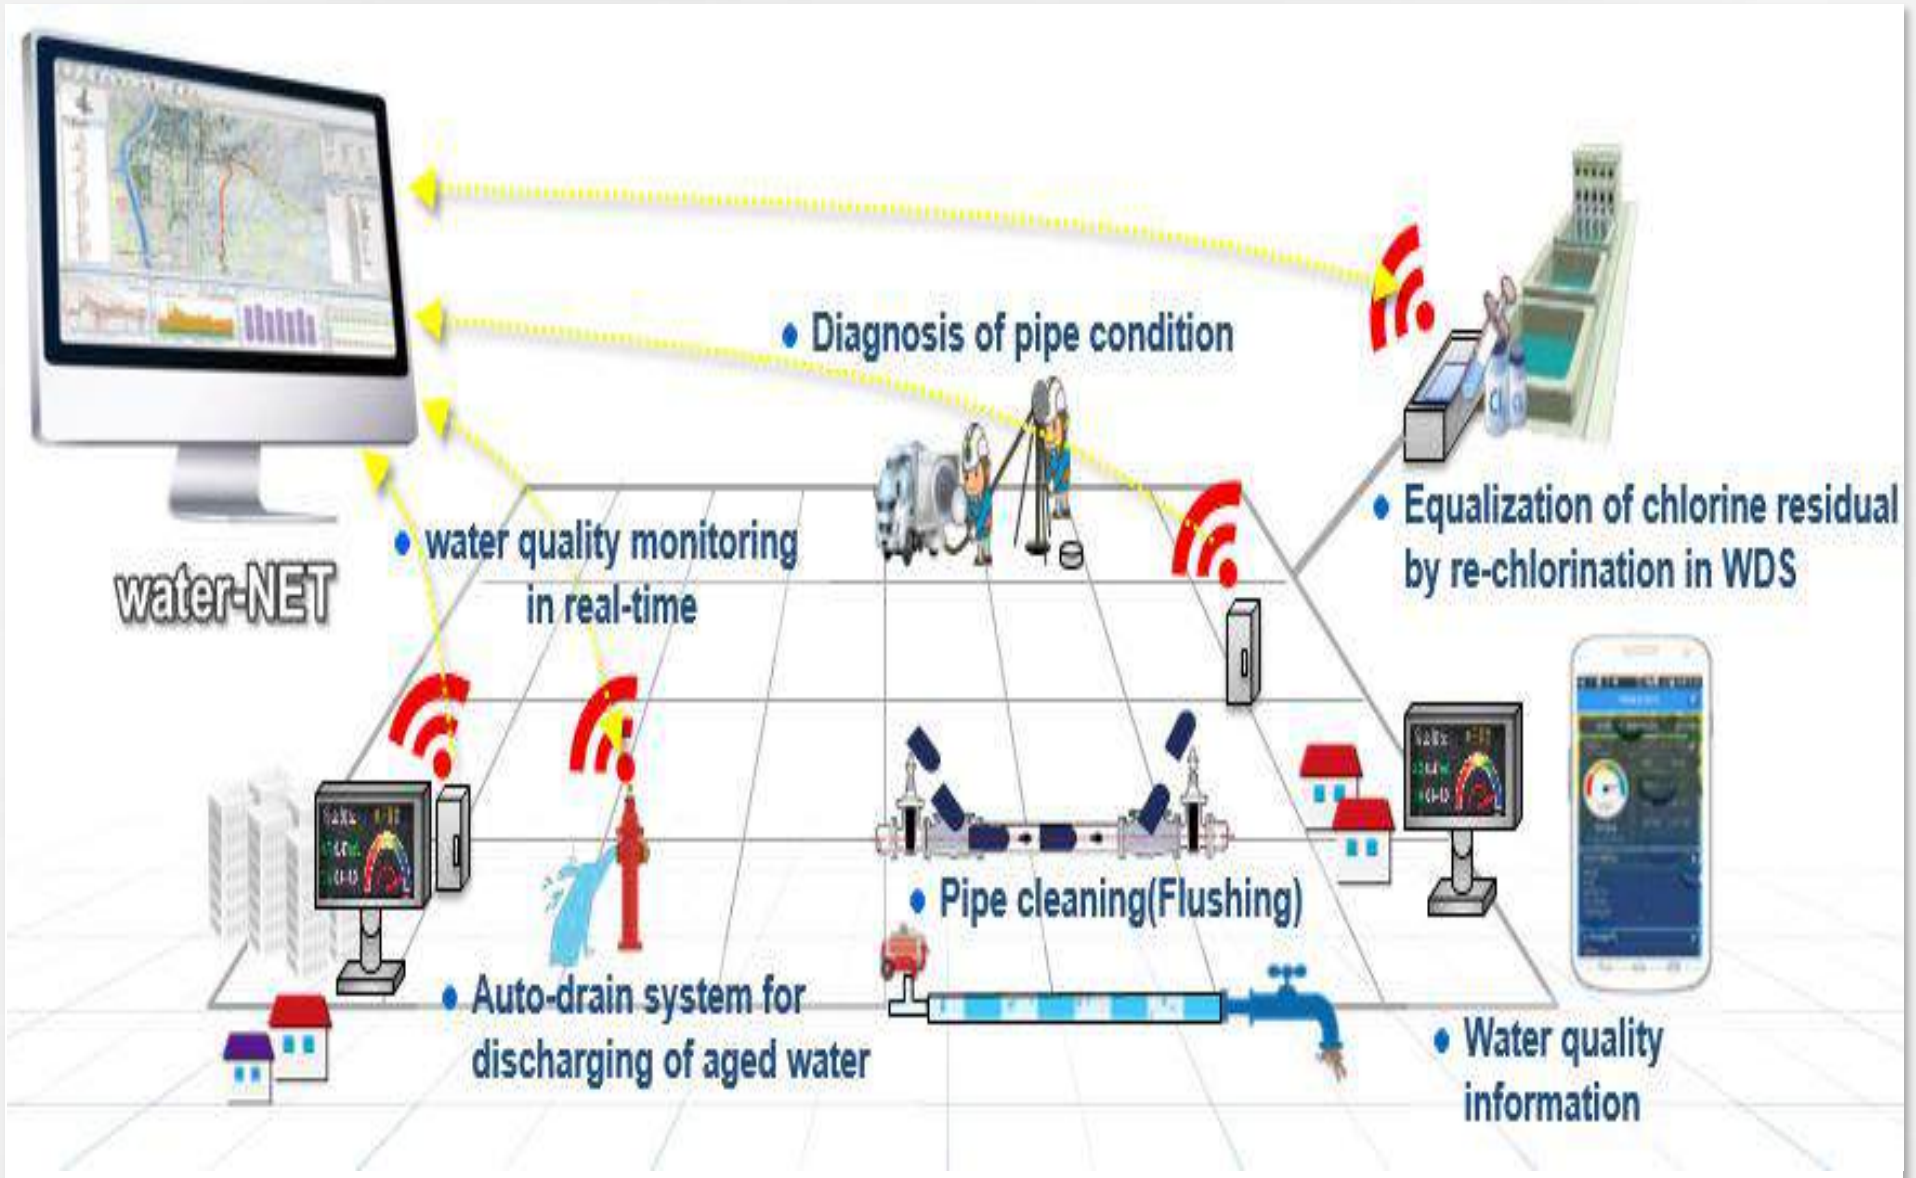 Diagnosis of pipe condition
Equalization of chlorine residual
by re-chlorination in WDS
water quality monitoring
in real-time
water-NET
Pipe cleaning(Flushing)
Auto-drain system for
discharging of aged water
Water quality
information